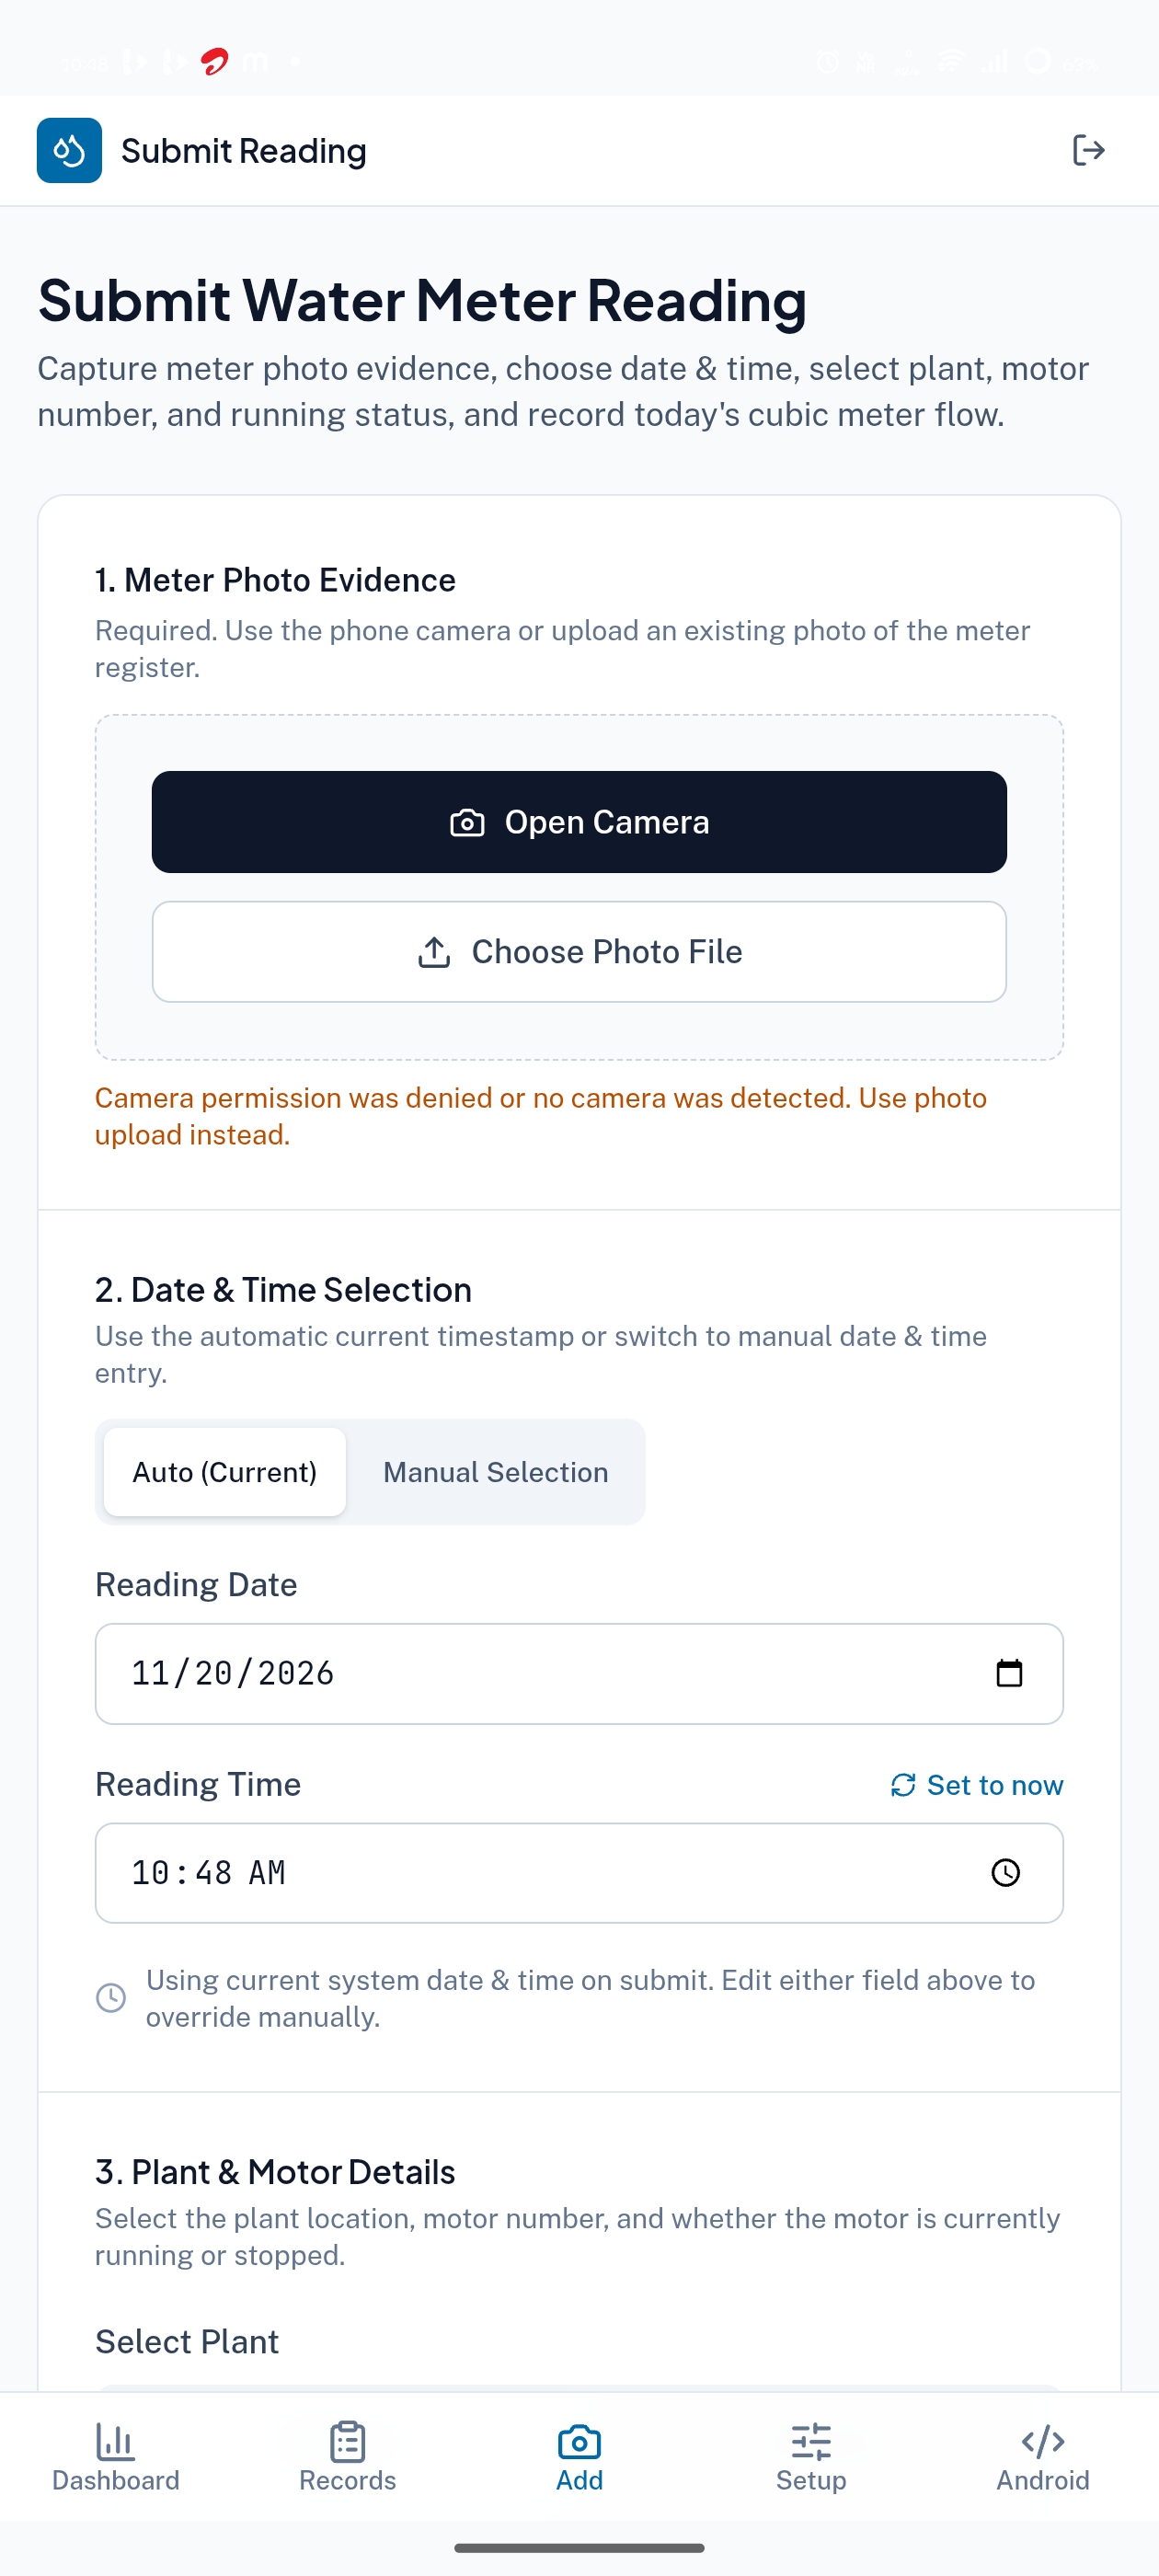 Submit Reading
Submit Water Meter Reading
Capture meter photo evidence, choose date & time, select plant, motor
number, and running status, and record today's cubic meter flow.
1. Meter Photo Evidence
Required. Use the phone camera or upload an existing photo of the meter
register.
Open Camera
Choose Photo File
Camera permission was denied or no camera was detected. Use photo
upload instead.
2. Date & Time Selection
Use the automatic current timestamp or switch to manual date & time
entry.
Auto (Current)
Manual Selection
Reading Date
11/20/2026
Reading Time
Set to now
10:48 AM
Using current system date & time on submit. Edit either field above to
override manually.
3. Plant & Motor Details
Select the plant location, motor number, and whether the motor is currently
running or stopped.
Select Plant
Dashboard
Records
Add
Setup
Android